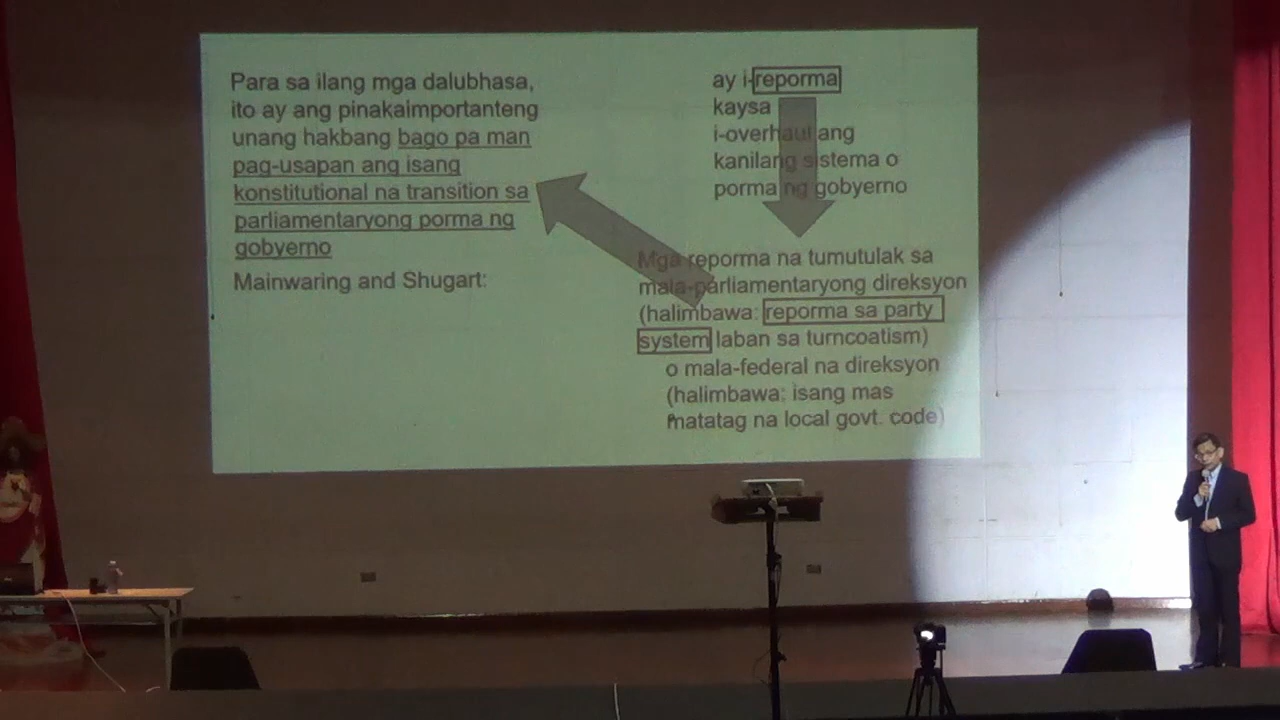 Para sa ilang mga dalubhasa,
ito ay ang pinakaimportanteng
unang hakbang bago pa man
pag-usapan ang isang
konstitutional na transition sa
parliamentaryong porma ng
gobyerno
Mainwaring and Shugart:
ay i-reporma
kaysa
i-overhaul ang
kanilang sistema o
porma ng gobyerno
Mga reporma na tumutulak sa
mala-parliamentaryong direksyon
(halimbawa: reporma sa party
system laban sa turncoatism)
o mala-federal na direksyon
(halimbawa: isang mas
matatag na local govt. code)